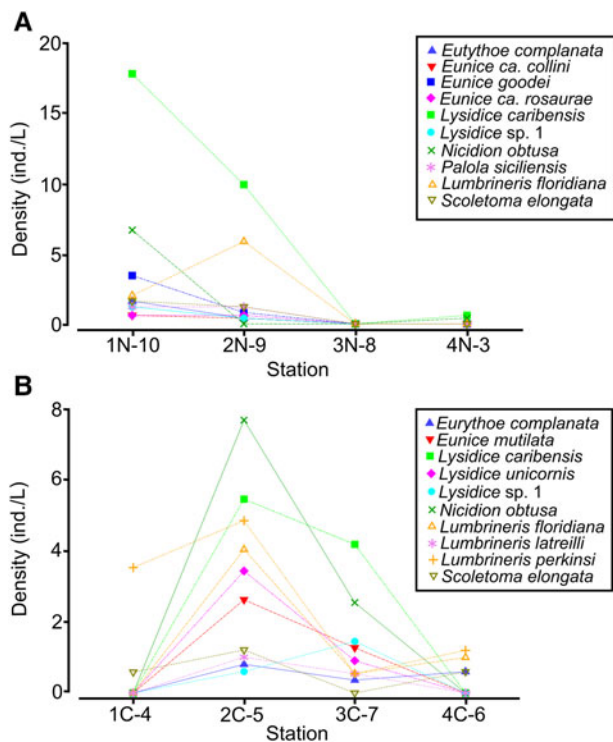 A
20
15
10
5
0
Density (ind./L)
Eutythoe complanata
Eunice ca. collini
Eunice goodei
Eunice ca. rosaurae
Lysidice caribensis
Lysidice sp. 1
Nicidion obtusa
Palola siciliensis
Lumbrineris floridiana
Scoletoma elongata
1N-10 2N-9 3N-8 4N-3
Station
B
8
6
4
2
0
Density (ind./L)
Eurythoe complanata
Eunice mutilata
Lysidice caribensis
Lysidice unicornis
Lysidice sp. 1
Nicidion obtusa
Lumbrineris floridiana
Lumbrineris latreilli
Lumbrineris perkinsi
Scoletoma elongata
1C-4 2C-5 3C-7 4C-6
Station